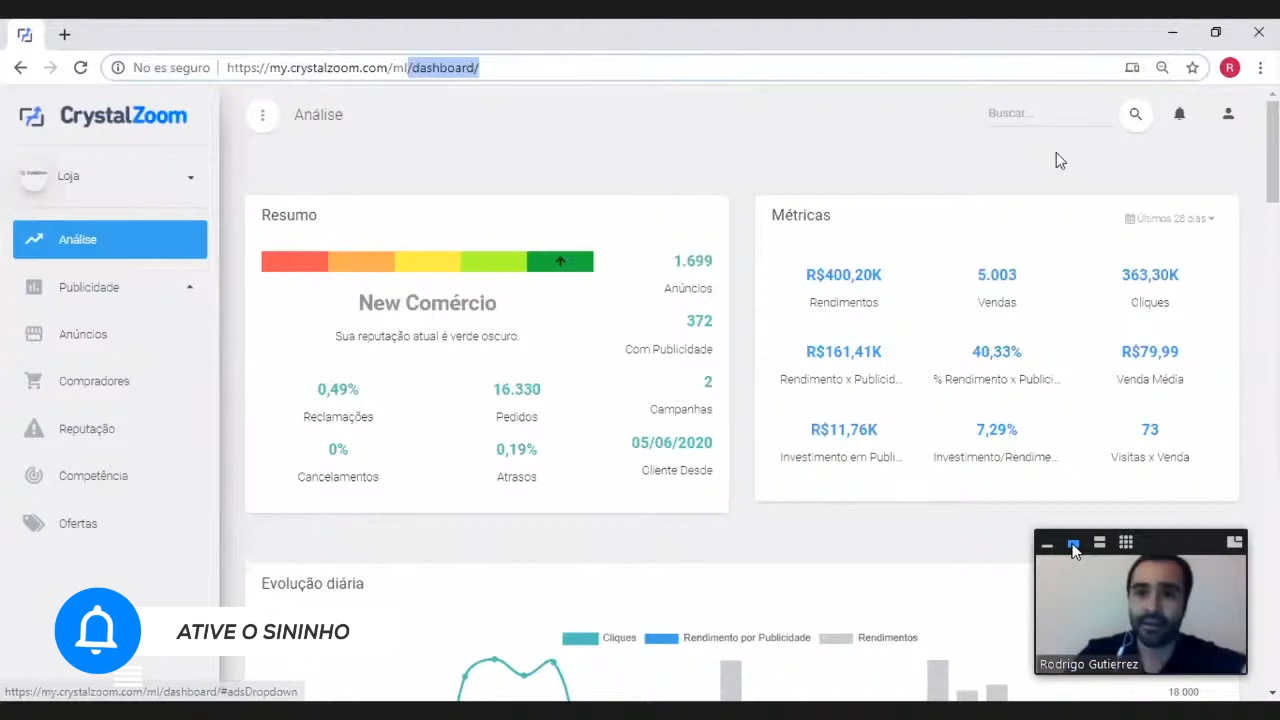 No es seguro
https://my.crystalzoom.com/ml/dashboard/
R
CrystalZoom
Análise
Buscar...
Loja
Análise
Publicidade
Anúncios
Compradores
Reputação
Competência
Ofertas
Resumo
New Comércio
Sua reputação atual é verde oscuro.
0,49%
Reclamações
16.330
Pedidos
0%
Cancelamentos
0,19%
Atrasos
1.699
Anúncios
372
Com Publicidade
2
Campanhas
05/06/2020
Cliente Desde
Métricas
Últimos 28 dias
R$400,20K
Rendimentos
5.003
Vendas
363,30K
Cliques
R$161,41K
Rendimento x Publicid...
40,33%
% Rendimento x Publici...
R$79,99
Venda Média
R$11,76K
Investimento em Publi...
7,29%
Investimento/Rendime...
73
Visitas x Venda
Evolução diária
Cliques
Rendimento por Publicidade
Rendimentos
18.000
Rodrigo Gutierrez
ATIVE O SININHO
https://my.crystalzoom.com/ml/dashboard/#adsDropdown